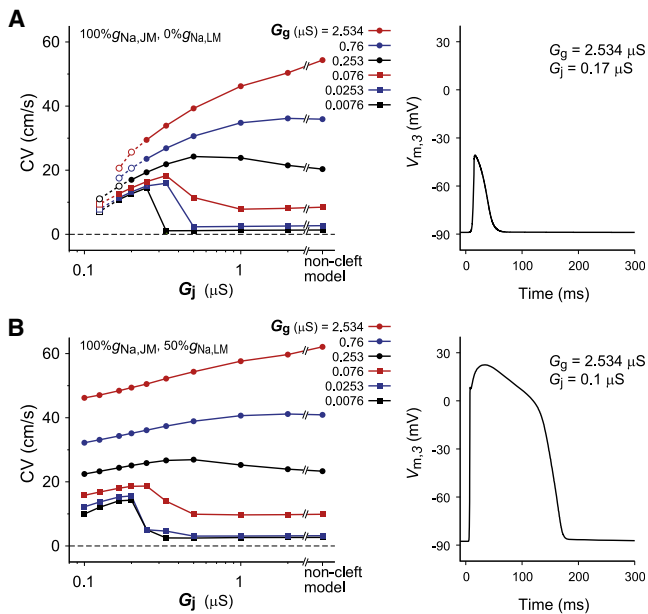 A
100%gNa,JM, 0%gNa,LM
Gg (µS) = 2.534
0.76
0.253
0.076
0.0253
0.0076
60
40
20
0
CV (cm/s)
0.1
1
non-cleft
model
Gj (µS)
Gg = 2.534 µS
Gj = 0.17 µS
0
-30
-60
-90
Vm,3 (mV)
0
100
200
300
Time (ms)
B
100%gNa,JM, 50%gNa,LM
Gg (µS) = 2.534
0.76
0.253
0.076
0.0253
0.0076
60
40
20
0
CV (cm/s)
0.1
1
non-cleft
model
Gj (µS)
Gg = 2.534 µS
Gj = 0.1 µS
30
0
-30
-60
-90
Vm,3 (mV)
0
100
200
300
Time (ms)